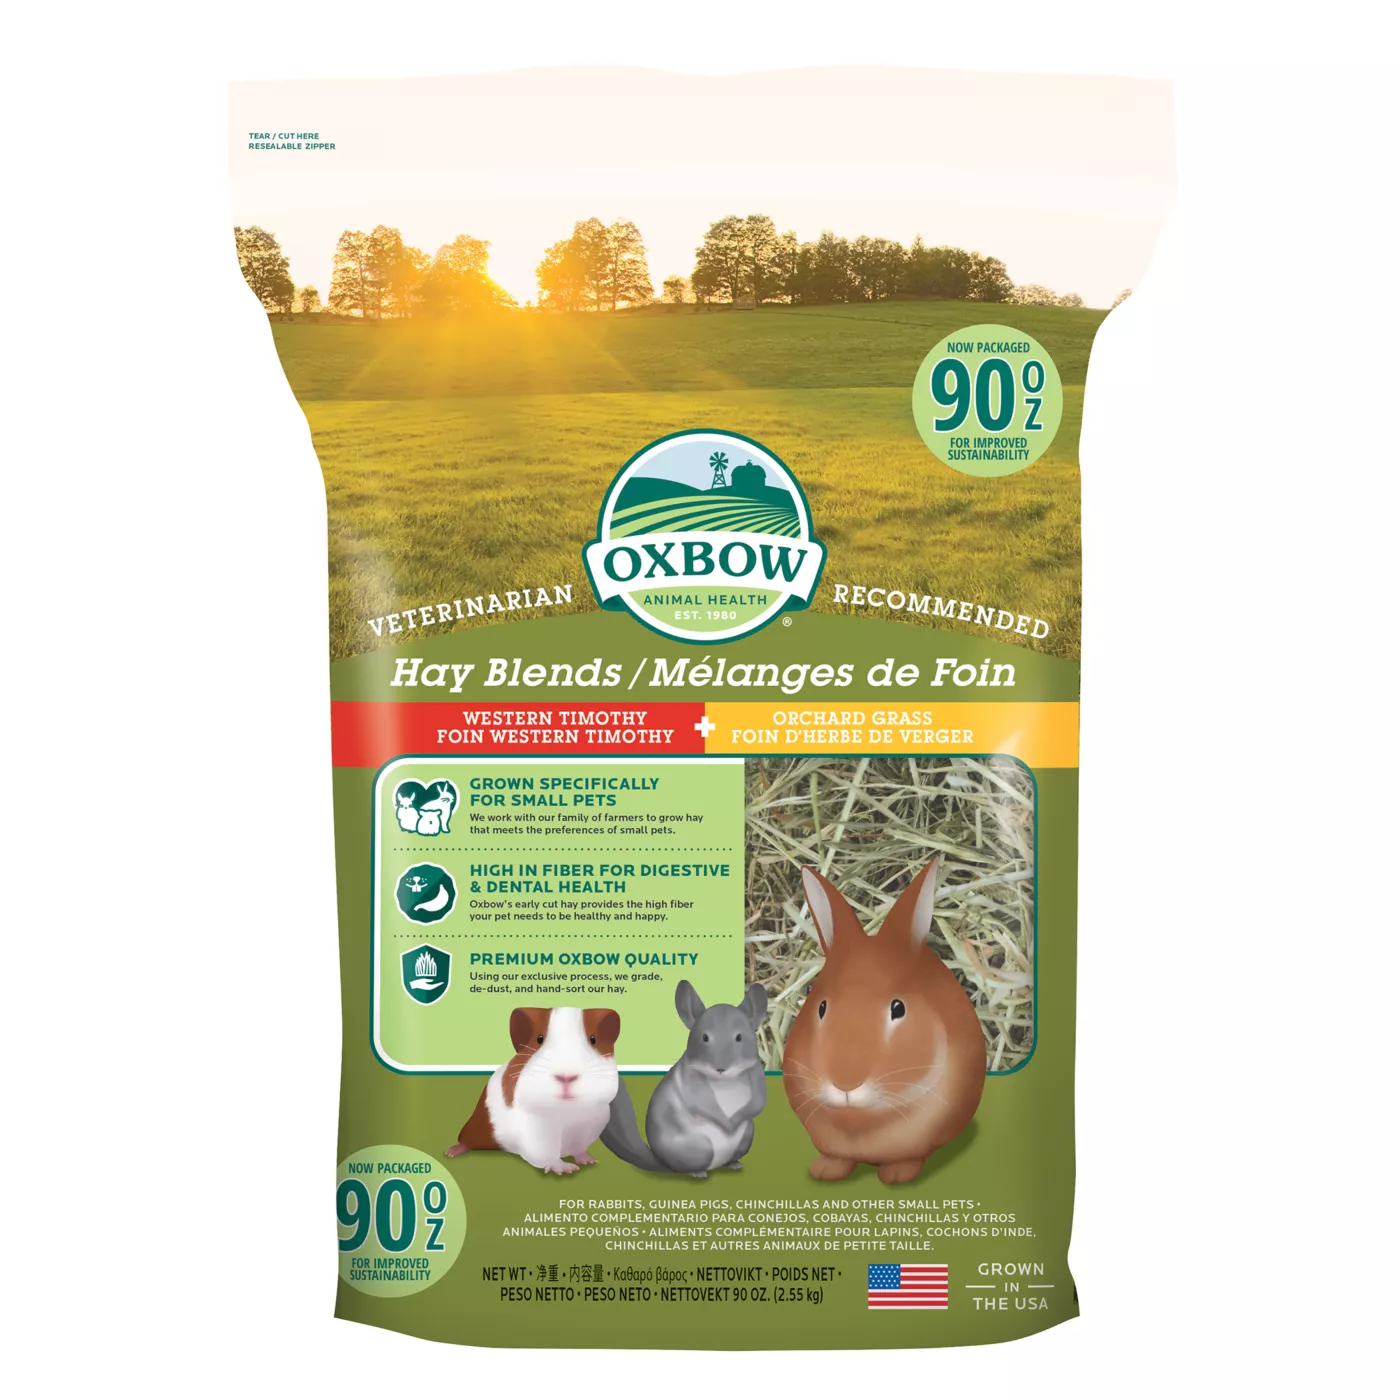 TEAR / CUT HERE
RESEALABLE ZIPPER
NOW PACKAGED
90 OZ
FOR IMPROVED
SUSTAINABILITY
OXBOW
ANIMAL HEALTH
EST. 1980
®
VETERINARIAN RECOMMENDED
Hay Blends / Mélanges de Foin
WESTERN TIMOTHY
FOIN WESTERN TIMOTHY
+
ORCHARD GRASS
FOIN D'HERBE DE VERGER
GROWN SPECIFICALLY
FOR SMALL PETS
We work with our family of farmers to grow hay
that meets the preferences of small pets.
HIGH IN FIBER FOR DIGESTIVE
& DENTAL HEALTH
Oxbow's early cut hay provides the high fiber
your pet needs to be healthy and happy.
PREMIUM OXBOW QUALITY
Using our exclusive process, we grade,
de-dust, and hand-sort our hay.
NOW PACKAGED
90 OZ
FOR IMPROVED
SUSTAINABILITY
FOR RABBITS, GUINEA PIGS, CHINCHILLAS AND OTHER SMALL PETS •
ALIMENTO COMPLEMENTARIO PARA CONEJOS, COBAYAS, CHINCHILLAS Y OTROS
ANIMALES PEQUEÑOS • ALIMENTS COMPLÉMENTAIRE POUR LAPINS, COCHONS D'INDE,
CHINCHILLAS ET AUTRES ANIMAUX DE PETITE TAILLE.
NET WT • 净重 • 内容量 • Καθαρό βάρος • NETTOVIKT • POIDS NET •
PESO NETTO • PESO NETO • NETTOVEKT 90 OZ. (2.55 kg)
GROWN
IN
THE USA